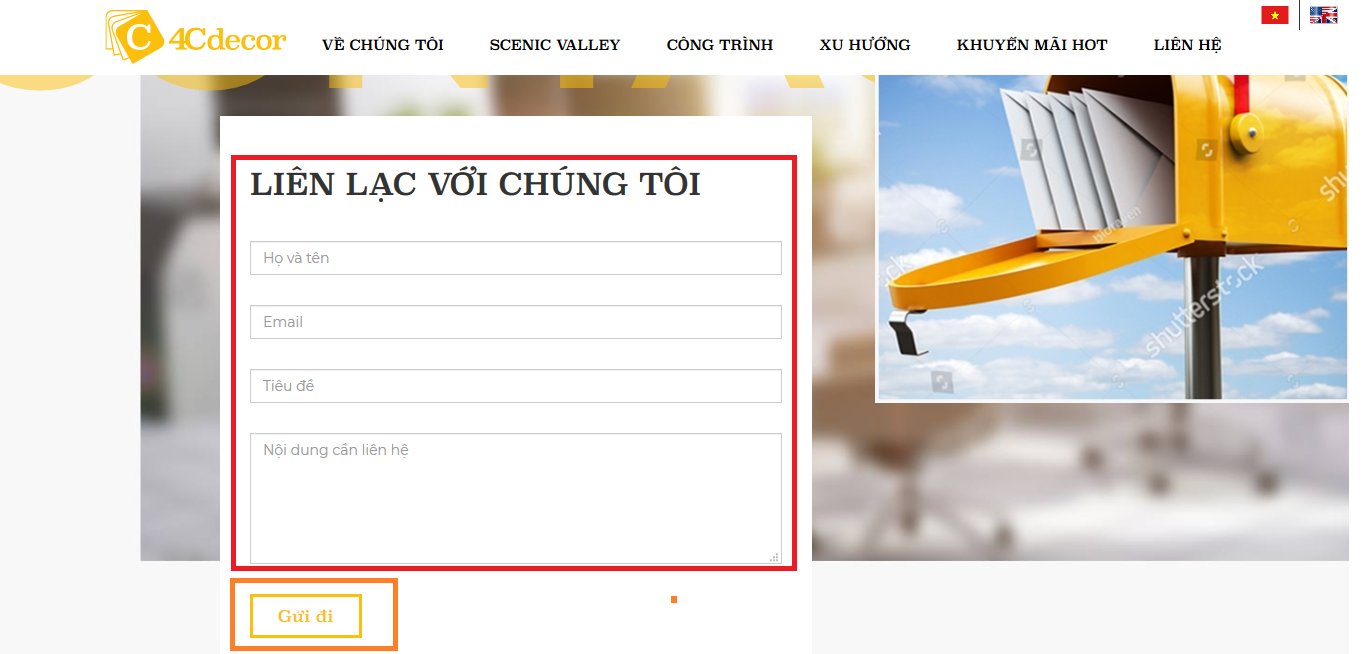 C 4Cdecor
VỀ CHÚNG TÔI SCENIC VALLEY CÔNG TRÌNH XU HƯỚNG KHUYẾN MÃI HOT LIÊN HỆ
LIÊN LẠC VỚI CHÚNG TÔI
Họ và tên
Email
Tiêu đề
Nội dung cần liên hệ
Gửi đi
shutterstock